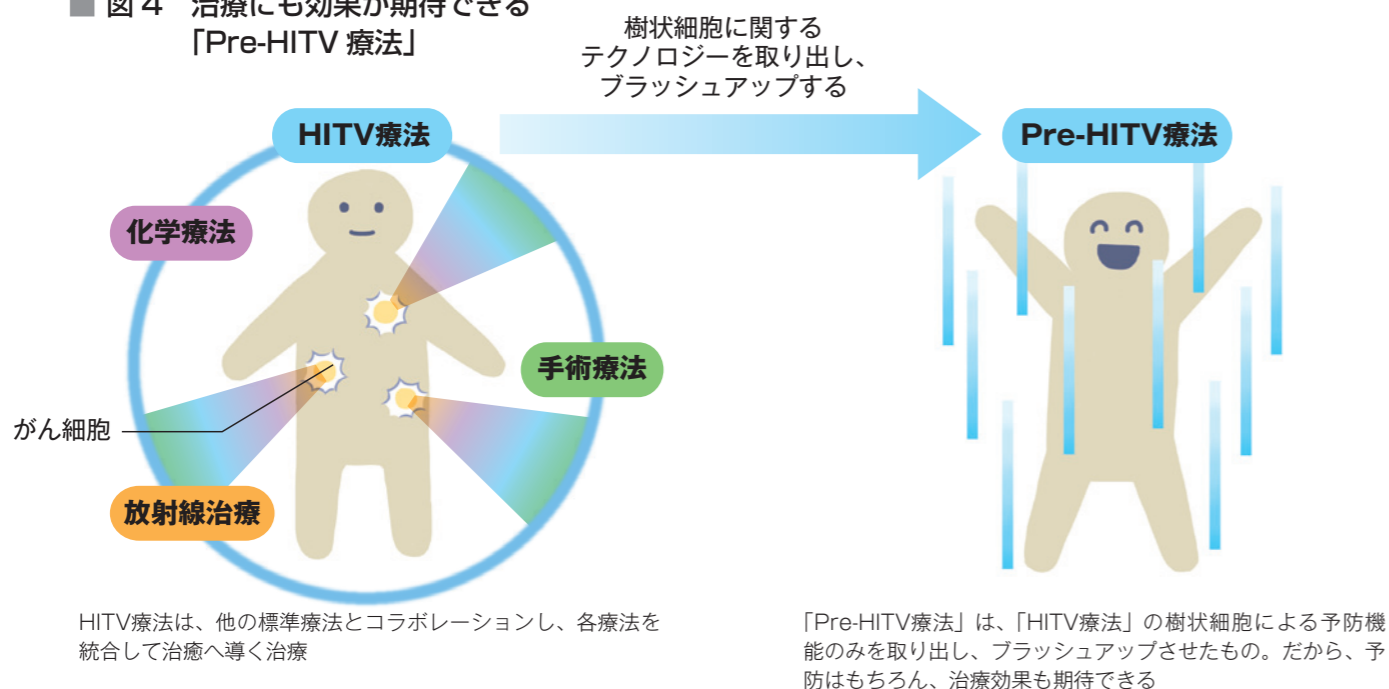 ■ 図4 治療にも効果が期待できる
「Pre-HITV 療法」
樹状細胞に関する
テクノロジーを取り出し、
ブラッシュアップする
HITV療法
Pre-HITV療法
化学療法
手術療法
がん細胞
放射線治療
HITV療法は、他の標準療法とコラボレーションし、各療法を
統合して治癒へ導く治療
「Pre-HITV療法」は、「HITV療法」の樹状細胞による予防機
能のみを取り出し、ブラッシュアップさせたもの。だから、予
防はもちろん、治療効果も期待できる